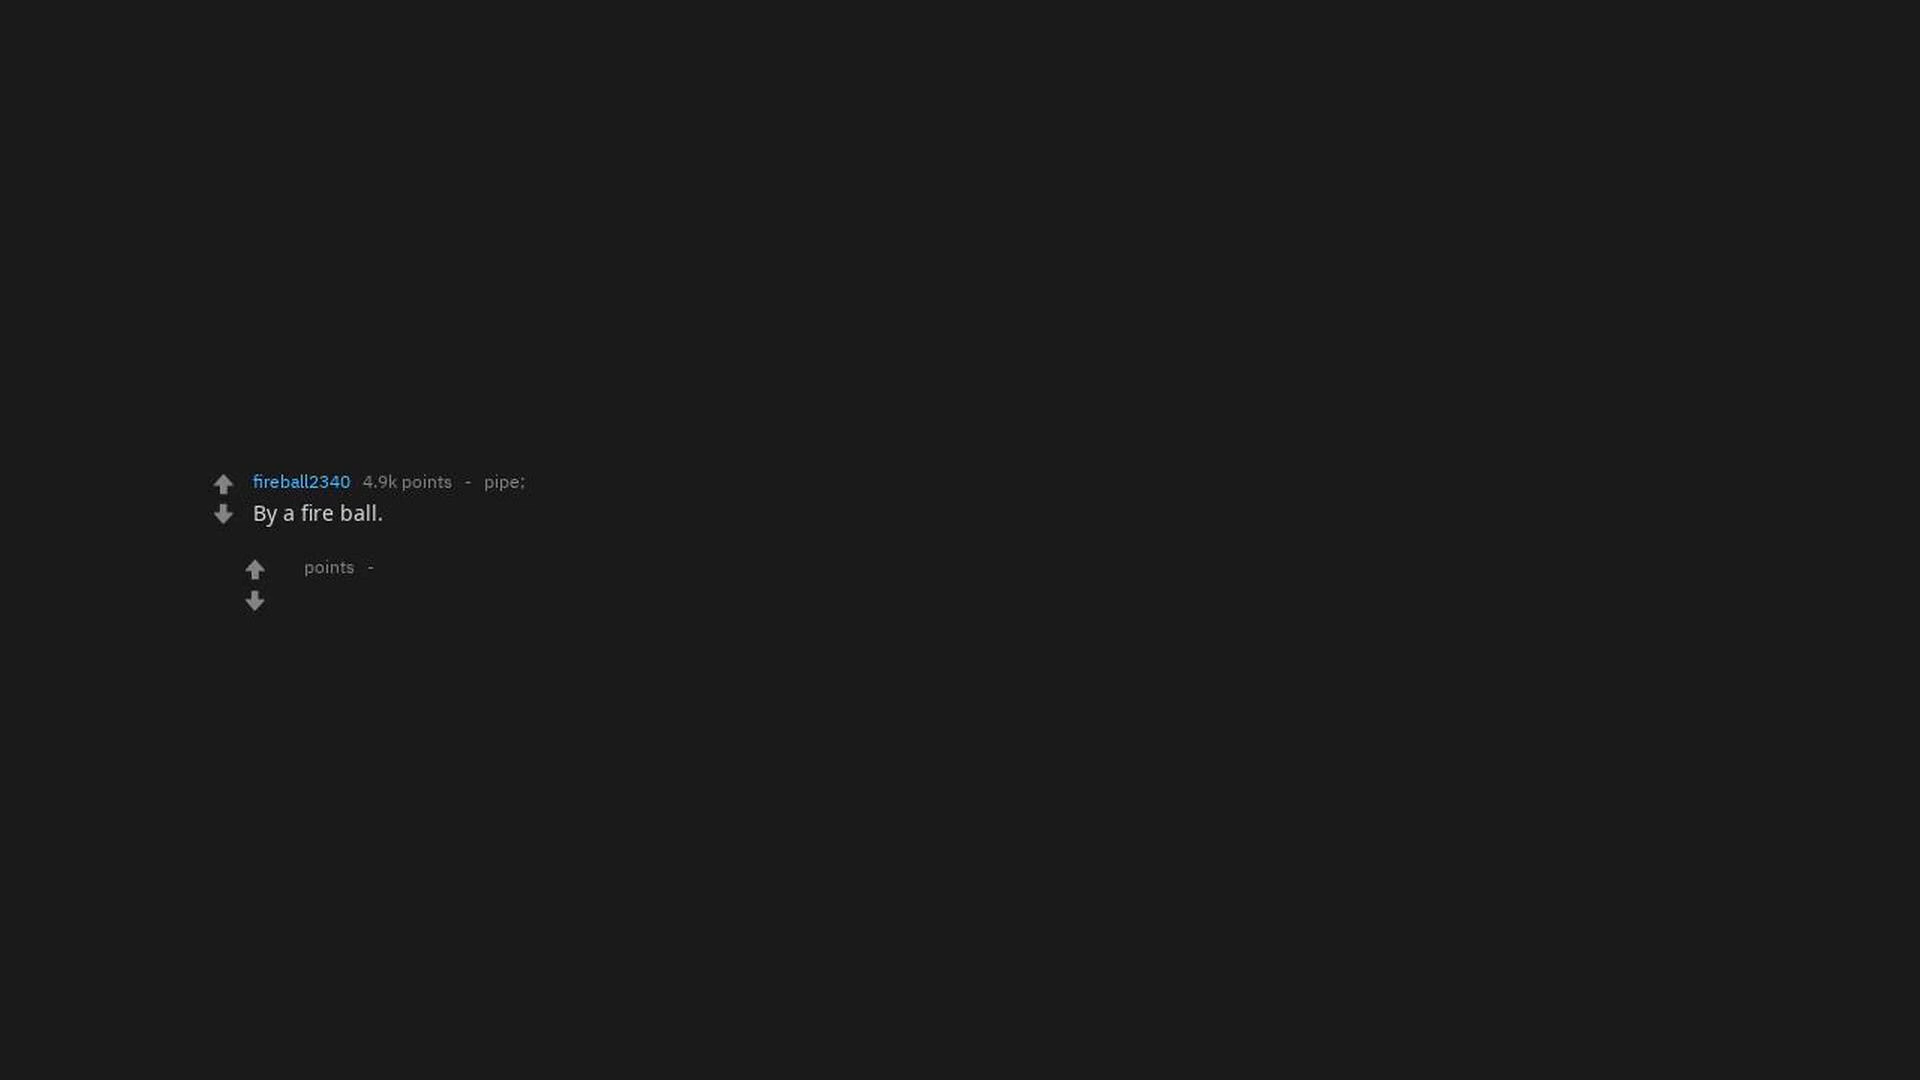 fireball2340 4.9k points - pipe;
By a fire ball.
points -